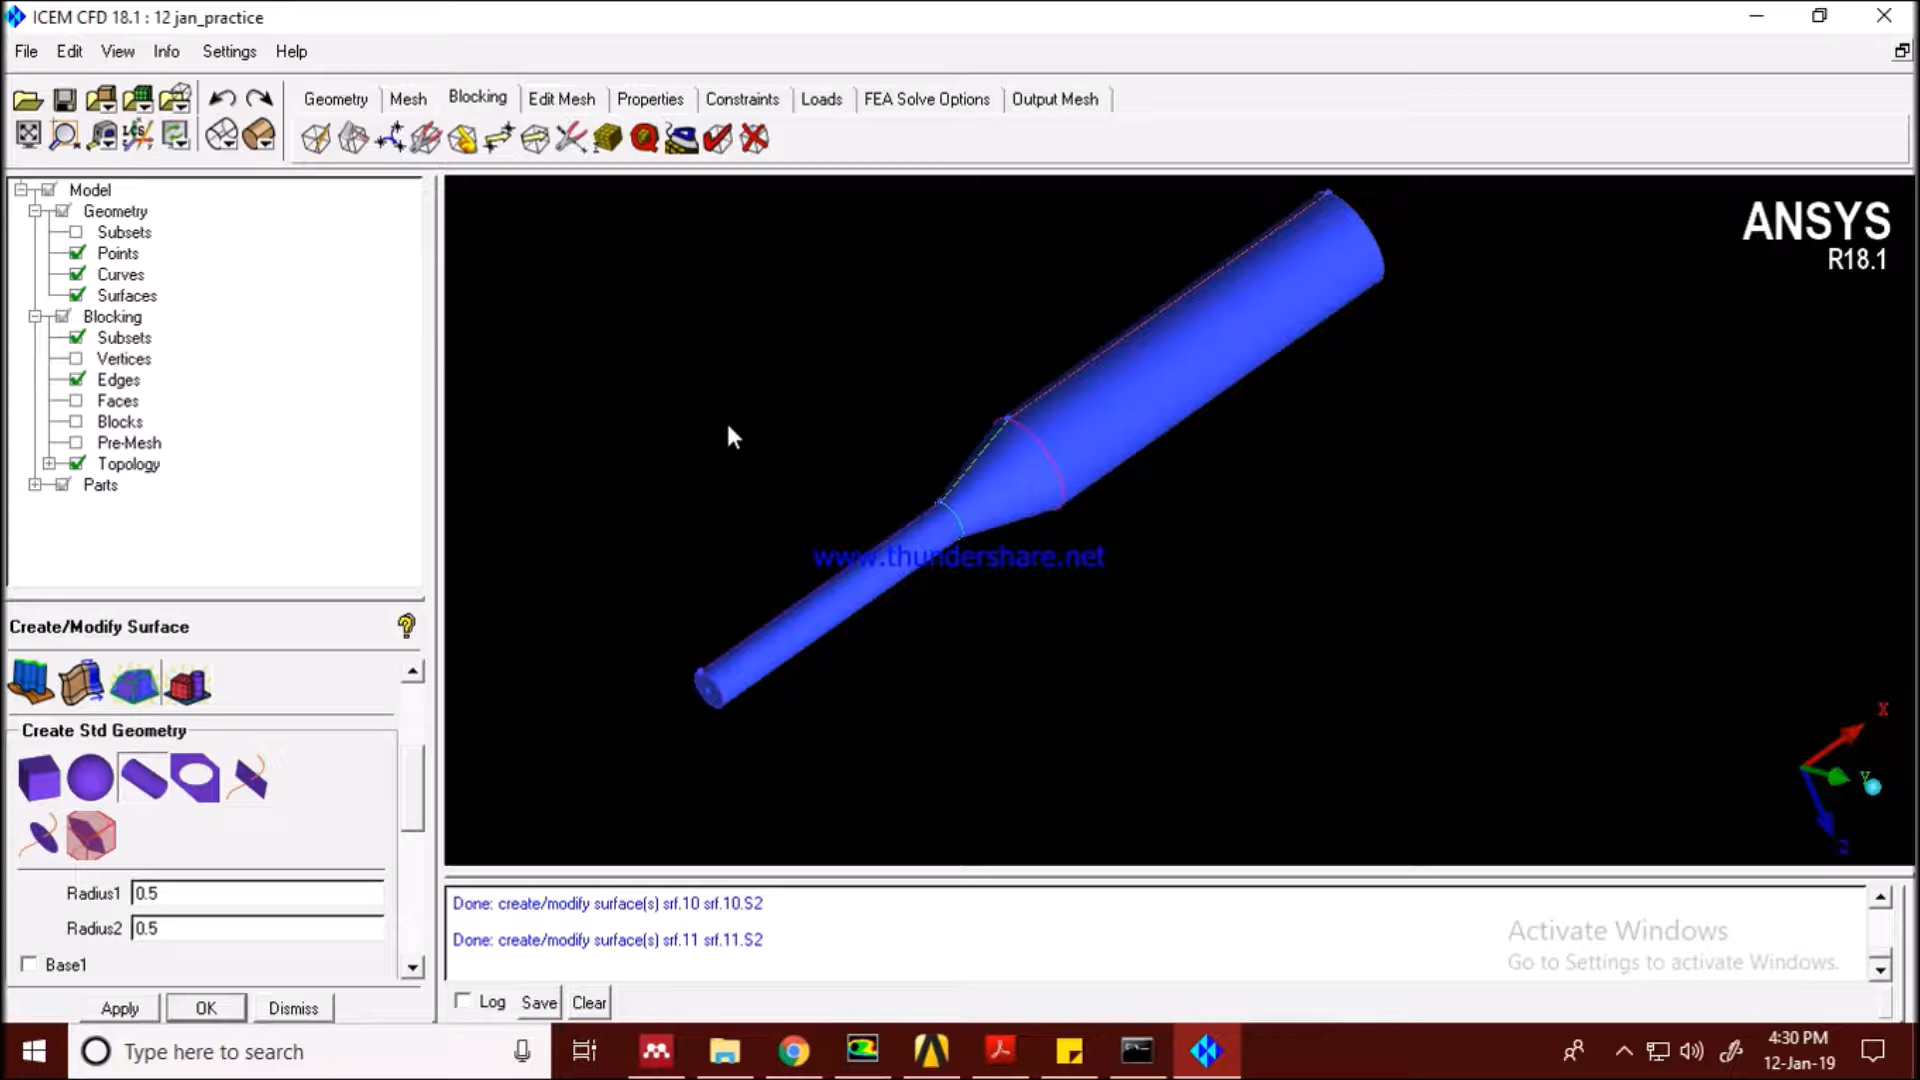 ICEM CFD 18.1 : 12 jan_practice
File Edit View Info Settings Help
Geometry Mesh Blocking Edit Mesh Properties Constraints Loads FEA Solve Options Output Mesh
Model
Geometry
Subsets
Points
Curves
Surfaces
Blocking
Subsets
Vertices
Edges
Faces
Blocks
Pre-Mesh
Topology
Parts
ANSYS
R18.1
www.thundershare.net
X
Y
Z
Create/Modify Surface
Create Std Geometry
Radius1 0.5
Radius2 0.5
Base1
Apply OK Dismiss
Done: create/modify surface(s) srf.10 srf.10.S2
Done: create/modify surface(s) srf.11 srf.11.S2
Log Save Clear
Activate Windows
Go to Settings to activate Windows.
Type here to search
4:30 PM
12-Jan-19